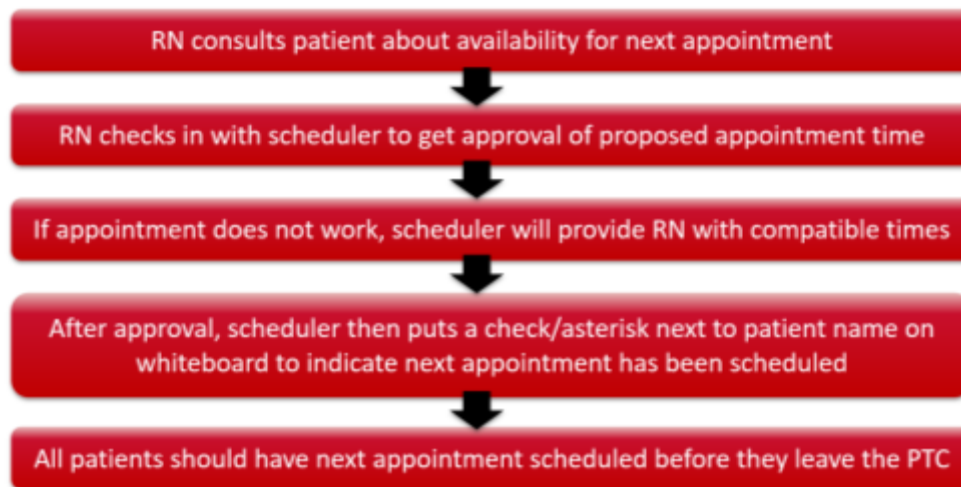 RN consults patient about availability for next appointment
RN checks in with scheduler to get approval of proposed appointment time
If appointment does not work, scheduler will provide RN with compatible times
After approval, scheduler then puts a check/asterisk next to patient name on
whiteboard to indicate next appointment has been scheduled
All patients should have next appointment scheduled before they leave the PTC